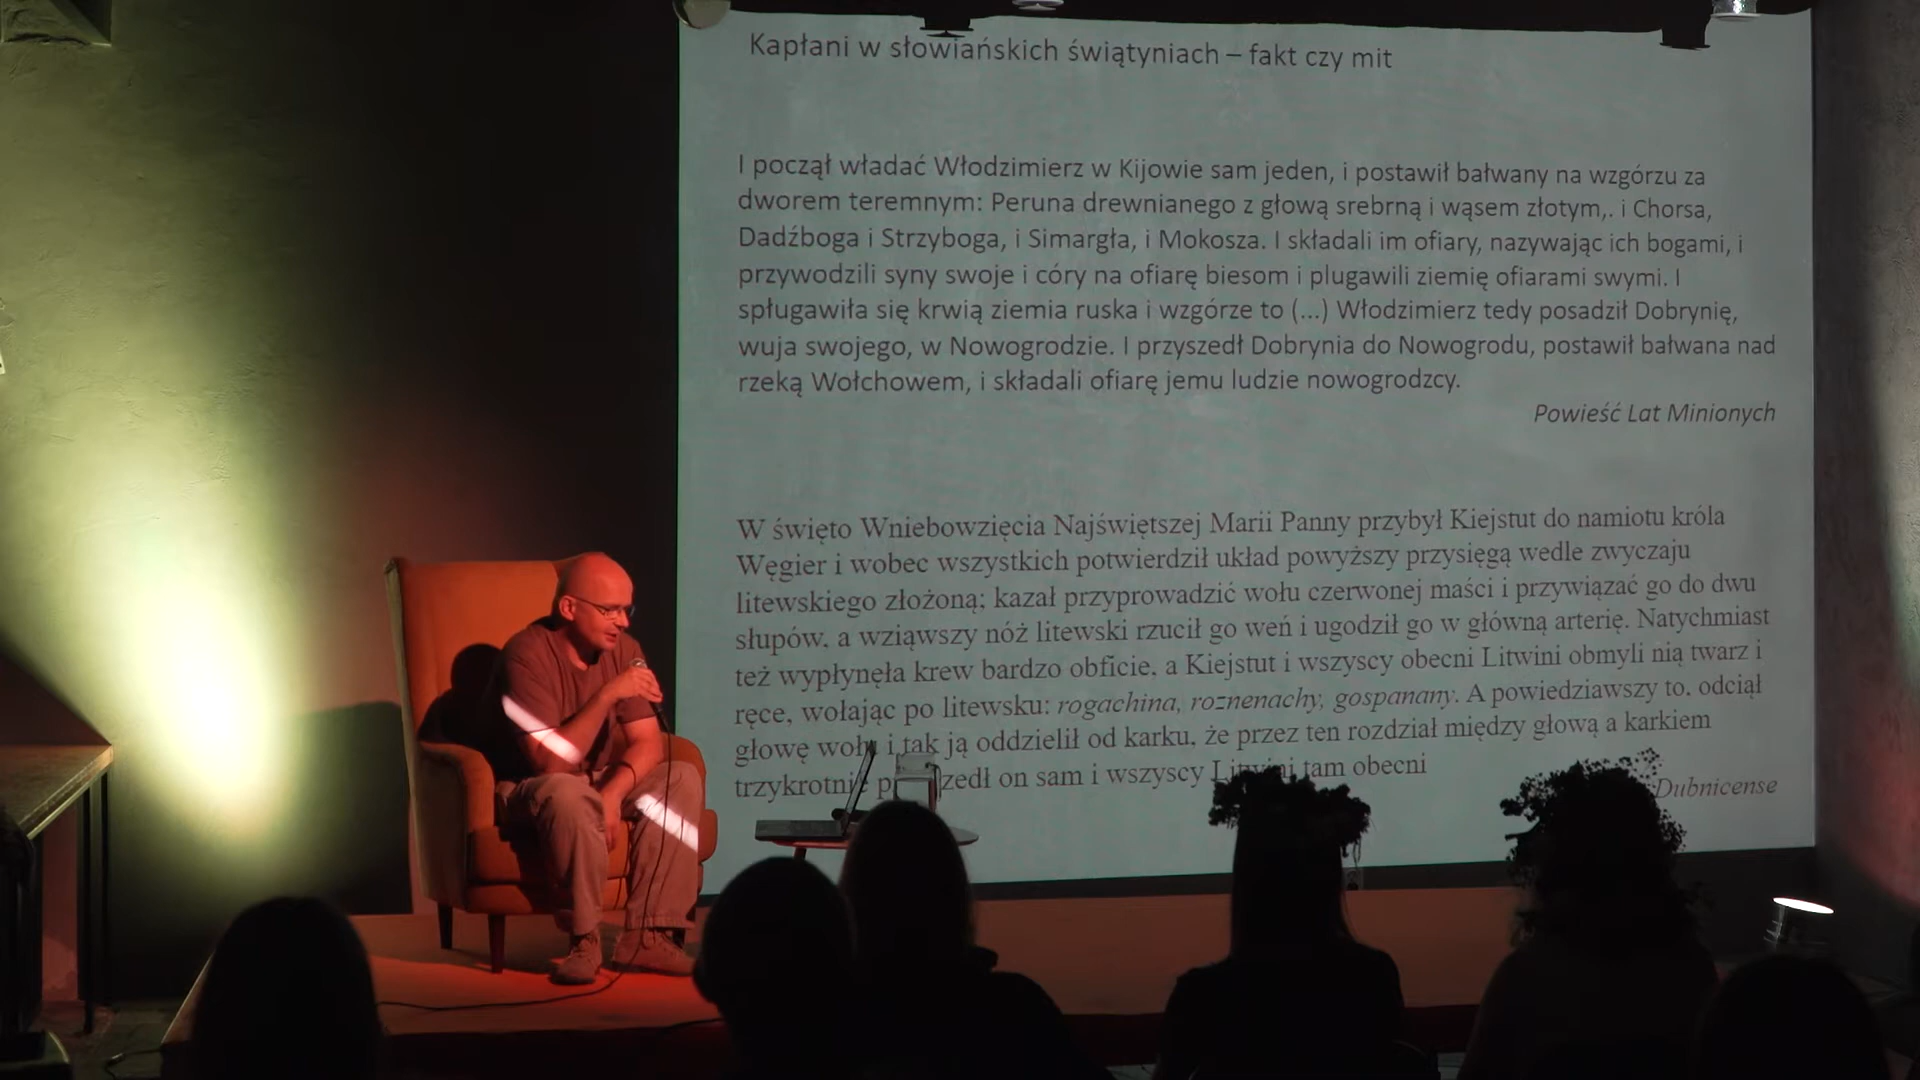 Kapłani w słowiańskich świątyniach – fakt czy mit
I począł władać Włodzimierz w Kijowie sam jeden, i postawił bałwany na wzgórzu za
dworem teremnym: Peruna drewnianego z głową srebrną i wąsem złotym,. i Chorsa,
Dadźboga i Strzyboga, i Simargła, i Mokosza. I składali im ofiary, nazywając ich bogami, i
przywodzili syny swoje i córy na ofiarę biesom i plugawili ziemię ofiarami swymi. I
splugawiła się krwią ziemia ruska i wzgórze to (...) Włodzimierz tedy posadził Dobrynię,
wuja swojego, w Nowogrodzie. I przyszedł Dobrynia do Nowogrodu, postawił bałwana nad
rzeką Wołchowem, i składali ofiarę jemu ludzie nowogrodzcy.
Powieść Lat Minionych
W święto Wniebowzięcia Najświętszej Marii Panny przybył Kiejstut do namiotu króla
Węgier i wobec wszystkich potwierdził układ powyższy przysięgą wedle zwyczaju
litewskiego złożoną; kazał przyprowadzić wołu czerwonej maści i przywiązać go do dwu
słupów, a wziąwszy nóż litewski rzucił go weń i ugodził go w główną arterię. Natychmiast
też wypłynęła krew bardzo obficie, a Kiejstut i wszyscy obecni Litwini obmyli nią twarz i
ręce, wołając po litewsku: rogachina, roznenachy, gospanany. A powiedziawszy to, odciął
głowę wołu i tak ją oddzielił od karku, że przez ten rozdział między głową a karkiem
trzykrotnie on sam i wszyscy Litwini tam obecni
Dubnicense